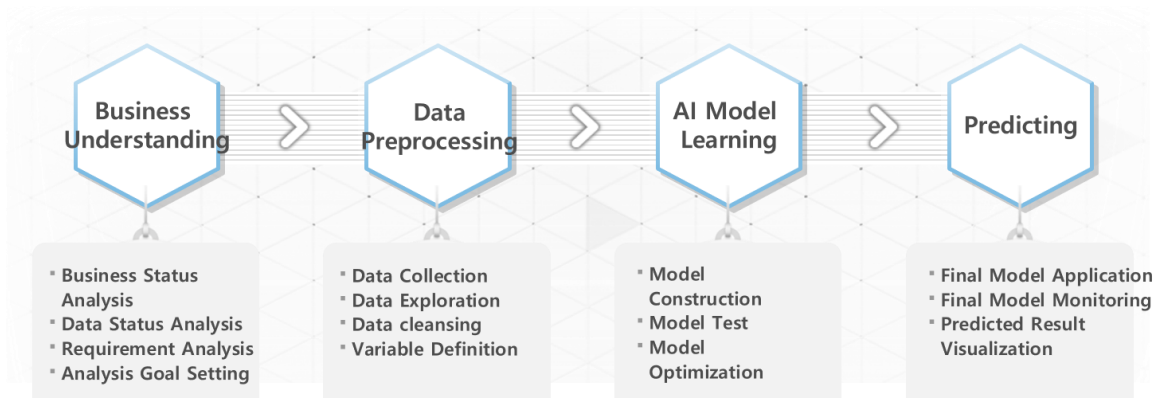 Business
Understanding
Data
Preprocessing
AI Model
Learning
Predicting
▪ Business Status
Analysis
▪ Data Status Analysis
▪ Requirement Analysis
▪ Analysis Goal Setting
▪ Data Collection
▪ Data Exploration
▪ Data cleansing
▪ Variable Definition
▪ Model
Construction
▪ Model Test
▪ Model
Optimization
▪ Final Model Application
▪ Final Model Monitoring
▪ Predicted Result
Visualization